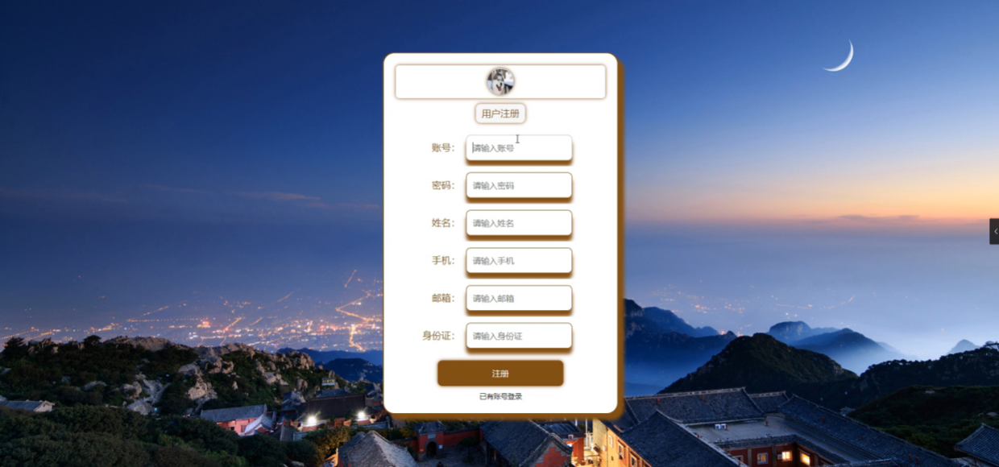 用户注册
账号： 请输入账号
密码： 请输入密码
姓名： 请输入姓名
手机： 请输入手机
邮箱： 请输入邮箱
身份证： 请输入身份证
注册
已有账号登录